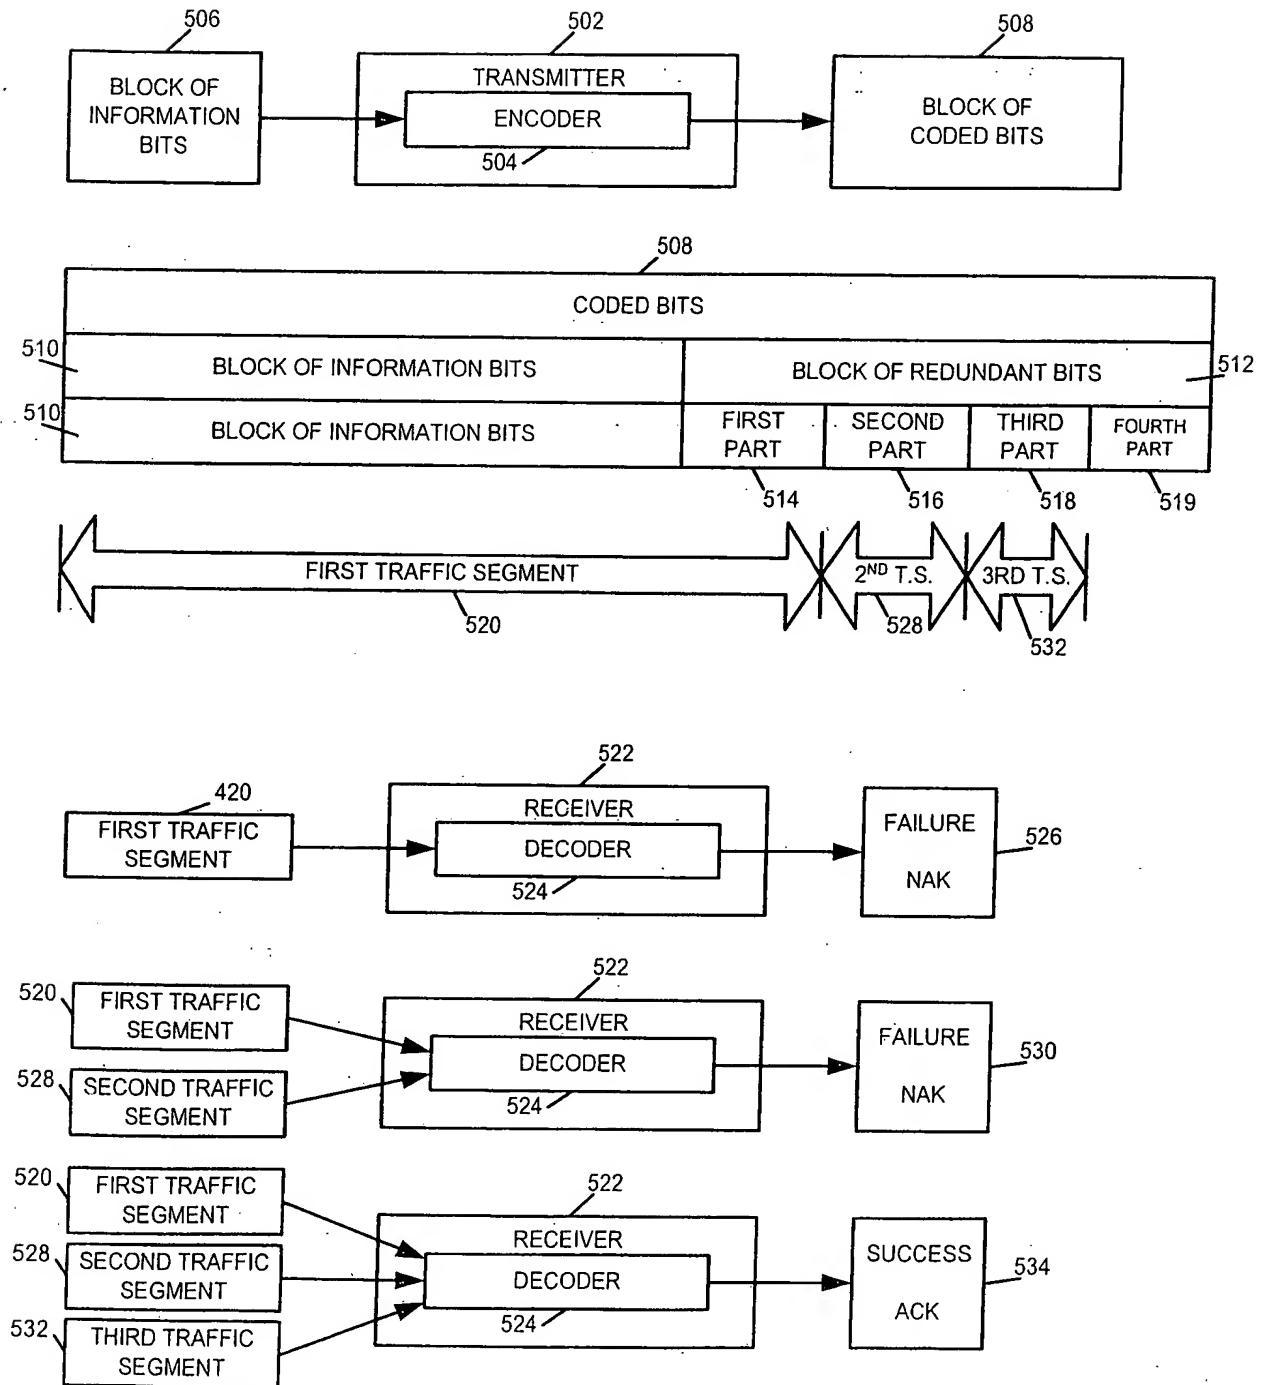 506
502
508
BLOCK OF
INFORMATION
BITS
TRANSMITTER
ENCODER
504
BLOCK OF
CODED BITS
508
CODED BITS
510
BLOCK OF INFORMATION BITS
BLOCK OF REDUNDANT BITS
512
510
BLOCK OF INFORMATION BITS
FIRST
PART
SECOND
PART
THIRD
PART
FOURTH
PART
514
516
518
519
FIRST TRAFFIC SEGMENT
2ND T.S.
3RD T.S.
520
528
532
420
FIRST TRAFFIC
SEGMENT
522
RECEIVER
DECODER
524
FAILURE
NAK
526
520
FIRST TRAFFIC
SEGMENT
528
SECOND TRAFFIC
SEGMENT
522
RECEIVER
DECODER
524
FAILURE
NAK
530
520
FIRST TRAFFIC
SEGMENT
528
SECOND TRAFFIC
SEGMENT
532
THIRD TRAFFIC
SEGMENT
522
RECEIVER
DECODER
524
SUCCESS
ACK
534